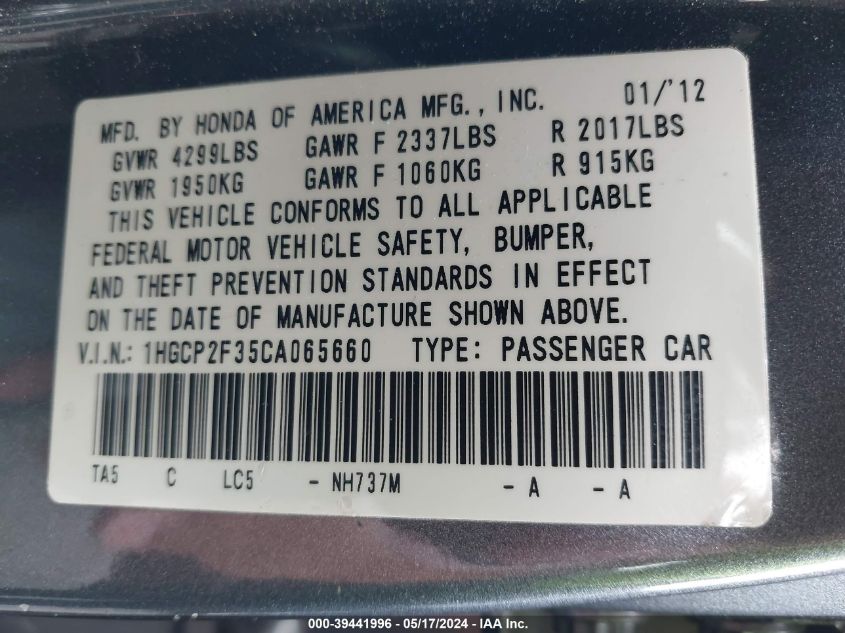 MFD. BY HONDA OF AMERICA MFG., INC. 01/'12
GVWR 4299LBS GAWR F 2337LBS R 2017LBS
GVWR 1950KG GAWR F 1060KG R 915KG
THIS VEHICLE CONFORMS TO ALL APPLICABLE
FEDERAL MOTOR VEHICLE SAFETY, BUMPER,
AND THEFT PREVENTION STANDARDS IN EFFECT
ON THE DATE OF MANUFACTURE SHOWN ABOVE.
V.I.N.: 1HGCP2F35CA065660 TYPE: PASSENGER CAR
TA5 C LC5 - NH737M - A - A
000-39441996 - 05/17/2024 - IAA Inc.